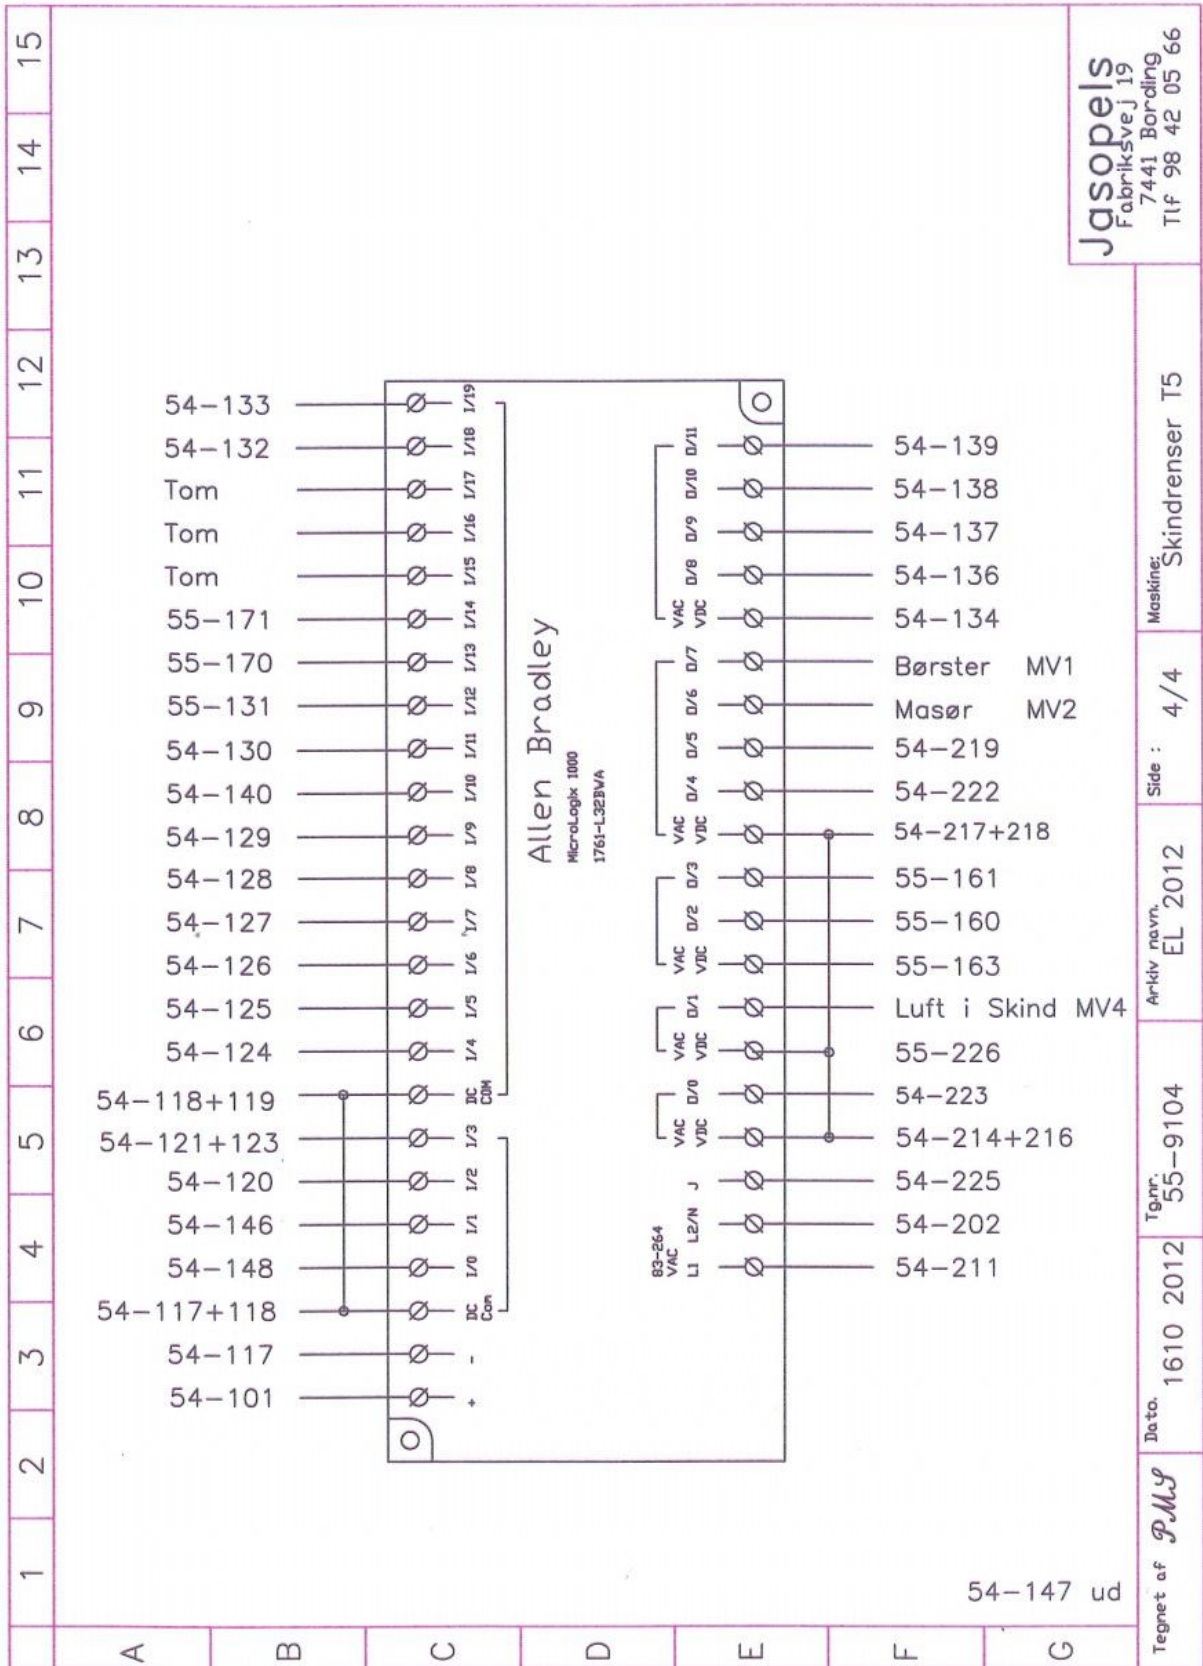 15
14
13
12
11
10
9
8
7
6
5
4
3
2
1
A
B
C
D
E
F
G
54-133
54-132
Tom
Tom
Tom
55-171
55-170
55-131
54-130
54-140
54-129
54-128
54-127
54-126
54-125
54-124
54-118+119
54-121+123
54-120
54-146
54-148
54-117+118
54-117
54-101
I/19
I/18
I/17
I/16
I/15
I/14
I/13
I/12
I/11
I/10
I/9
I/8
I/7
I/6
I/5
I/4
DC COM
I/3
I/2
I/1
I/0
DC Com
-
+
Allen Bradley
MicroLogix 1000
1761-L32BWA
O/11
O/10
O/9
O/8
VAC VDC
O/7
O/6
O/5
O/4
VAC VDC
O/3
O/2
VAC VDC
O/1
VAC VDC
O/0
VAC VDC
J
L2/N
83-264 VAC
L1
54-139
54-138
54-137
54-136
54-134
Børster MV1
Masør MV2
54-219
54-222
54-217+218
55-161
55-160
55-163
Luft i Skind MV4
55-226
54-223
54-214+216
54-225
54-202
54-211
54-147 ud
Jasopels
Fabriksvej 19
7441 Bording
Tlf 98 42 05 66
Maskine:
Skindrenser T5
Side : 4/4
Arkiv navn.
EL 2012
Tg.nr.
55-9104
Dato.
1610 2012
Tegnet af PMS